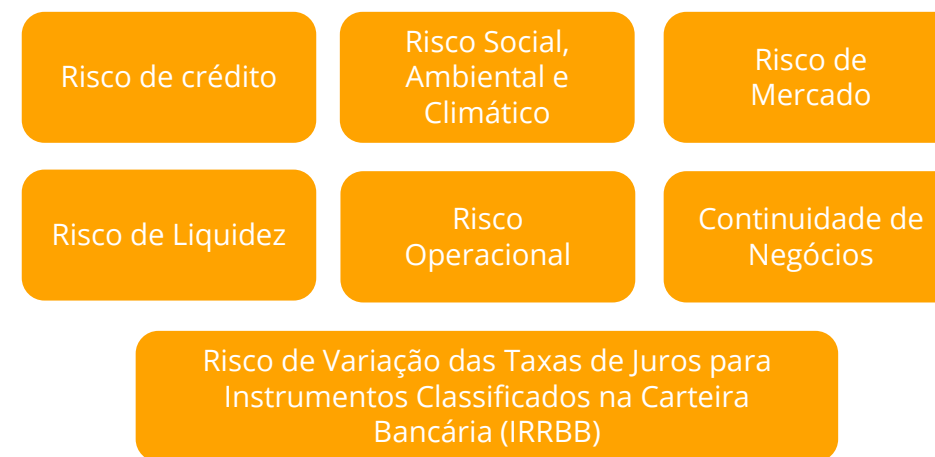 Risco de crédito
Risco Social,
Ambiental e
Climático
Risco de
Mercado
Risco de Liquidez
Risco
Operacional
Continuidade de
Negócios
Risco de Variação das Taxas de Juros para
Instrumentos Classificados na Carteira
Bancária (IRRBB)